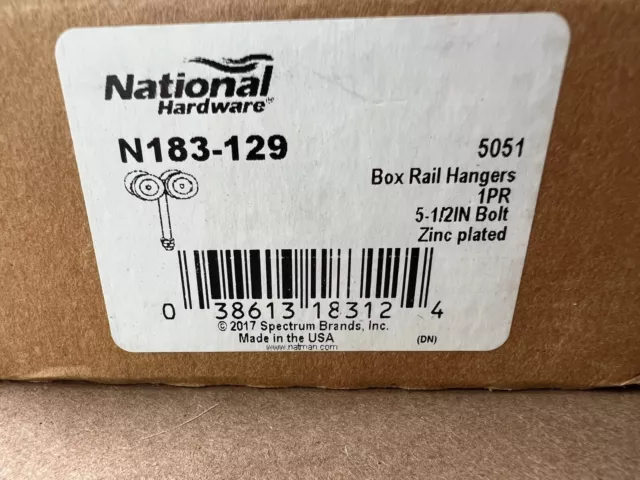 National
Hardware
N183-129
5051
Box Rail Hangers
1PR
5-1/2IN Bolt
Zinc plated
0 38613 18312 4
© 2017 Spectrum Brands, Inc.
Made in the USA
(DN)
www.natman.com